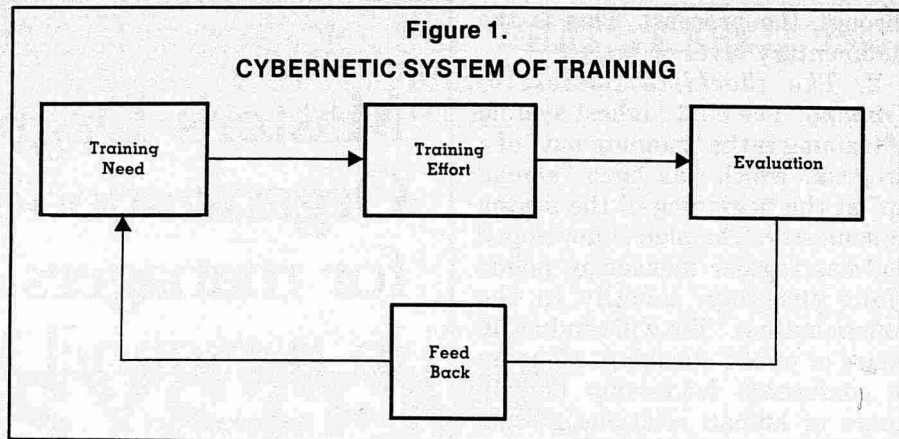 Figure 1.
CYBERNETIC SYSTEM OF TRAINING
Training
Need
Training
Effort
Evaluation
Feed
Back